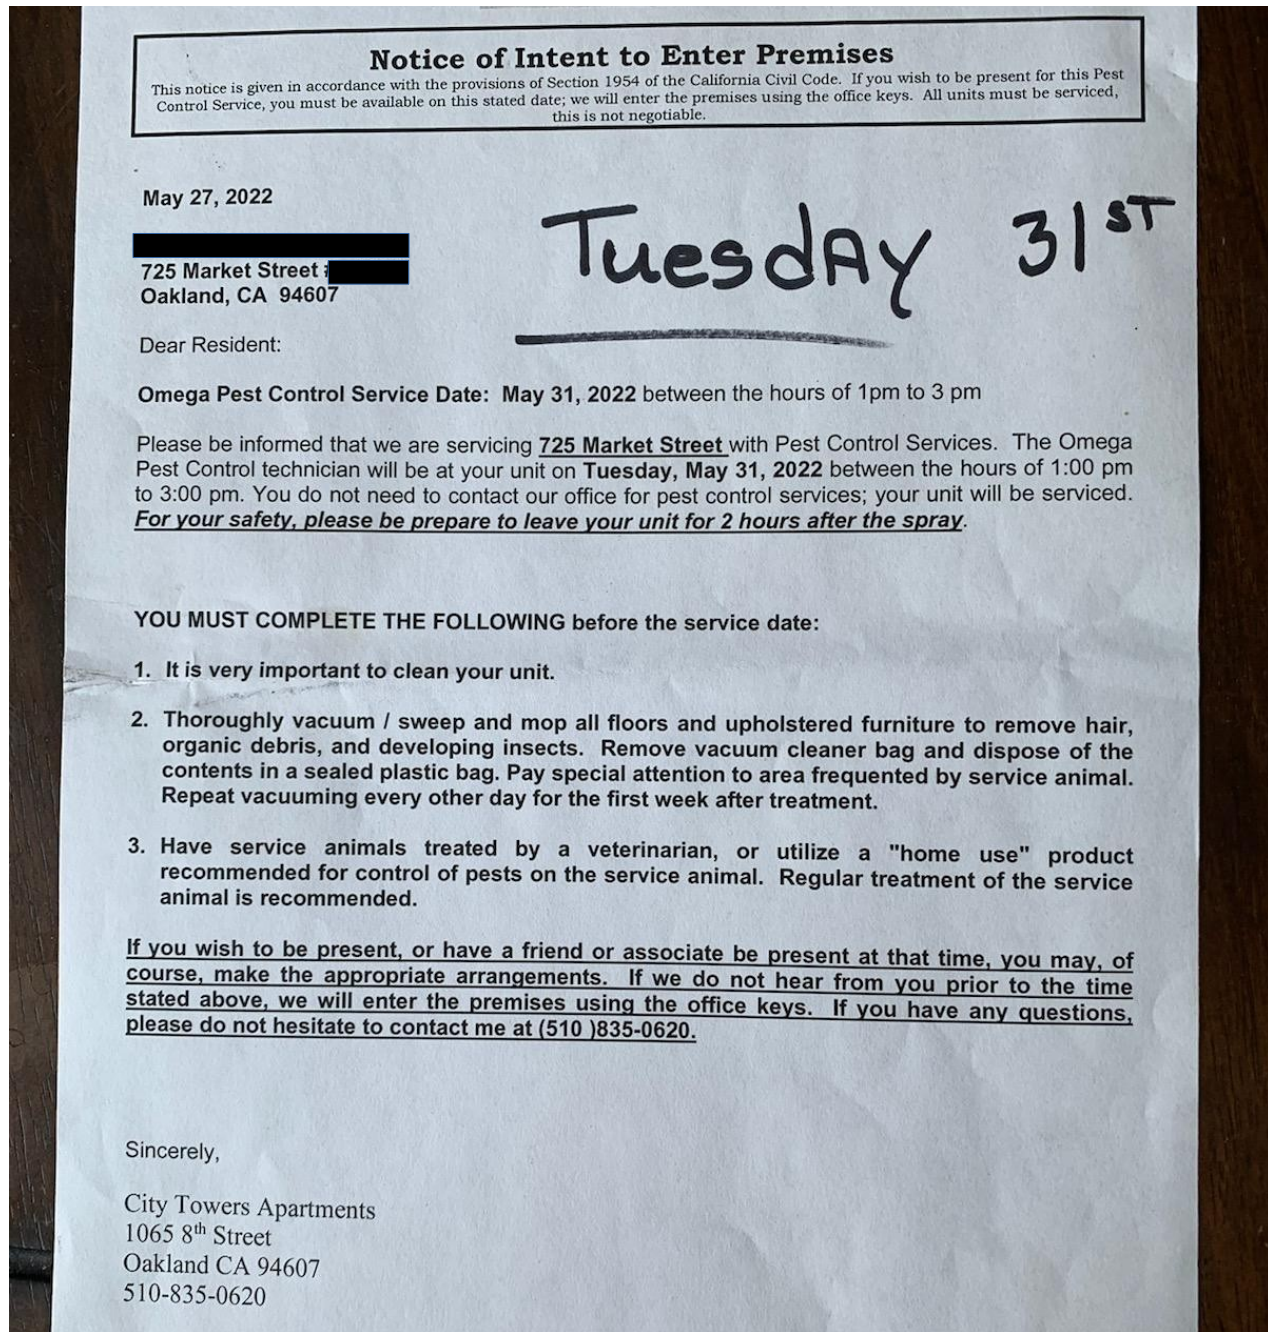 Notice of Intent to Enter Premises
This notice is given in accordance with the provisions of Section 1954 of the California Civil Code. If you wish to be present for this Pest
Control Service, you must be available on this stated date; we will enter the premises using the office keys. All units must be serviced,
this is not negotiable.
May 27, 2022
Tuesday 31ST
725 Market Street
Oakland, CA 94607
Dear Resident:
Omega Pest Control Service Date: May 31, 2022 between the hours of 1pm to 3 pm
Please be informed that we are servicing 725 Market Street with Pest Control Services. The Omega
Pest Control technician will be at your unit on Tuesday, May 31, 2022 between the hours of 1:00 pm
to 3:00 pm. You do not need to contact our office for pest control services; your unit will be serviced.
For your safety, please be prepare to leave your unit for 2 hours after the spray.
YOU MUST COMPLETE THE FOLLOWING before the service date:
1. It is very important to clean your unit.
2. Thoroughly vacuum / sweep and mop all floors and upholstered furniture to remove hair,
organic debris, and developing insects. Remove vacuum cleaner bag and dispose of the
contents in a sealed plastic bag. Pay special attention to area frequented by service animal.
Repeat vacuuming every other day for the first week after treatment.
3. Have service animals treated by a veterinarian, or utilize a "home use" product
recommended for control of pests on the service animal. Regular treatment of the service
animal is recommended.
If you wish to be present, or have a friend or associate be present at that time, you may, of
course, make the appropriate arrangements. If we do not hear from you prior to the time
stated above, we will enter the premises using the office keys. If you have any questions,
please do not hesitate to contact me at (510 )835-0620.
Sincerely,
City Towers Apartments
1065 8th Street
Oakland CA 94607
510-835-0620